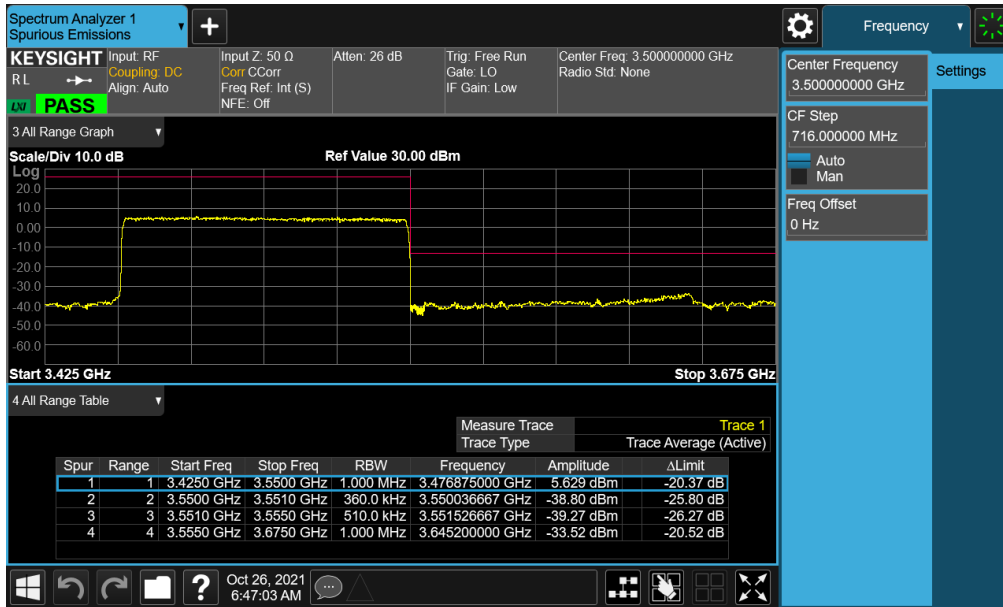 Spectrum Analyzer 1
Spurious Emissions
+
Frequency
KEYSIGHT
Input: RF
Coupling: DC
Align: Auto
Input Z: 50 Ω
Corr CCorr
Freq Ref: Int (S)
NFE: Off
Atten: 26 dB
Trig: Free Run
Gate: LO
IF Gain: Low
Center Freq: 3.500000000 GHz
Radio Std: None
R L
LXI
PASS
Center Frequency
3.500000000 GHz
Settings
CF Step
716.000000 MHz
Auto
Man
Freq Offset
0 Hz
3 All Range Graph
Scale/Div 10.0 dB
Ref Value 30.00 dBm
Log
20.0
10.0
0.00
-10.0
-20.0
-30.0
-40.0
-50.0
-60.0
Start 3.425 GHz
Stop 3.675 GHz
4 All Range Table
Measure Trace Trace 1
Trace Type Trace Average (Active)
Spur Range Start Freq Stop Freq RBW Frequency Amplitude ΔLimit
1 1 3.4250 GHz 3.5500 GHz 1.000 MHz 3.476875000 GHz 5.629 dBm -20.37 dB
2 2 3.5500 GHz 3.5510 GHz 360.0 kHz 3.550036667 GHz -38.80 dBm -25.80 dB
3 3 3.5510 GHz 3.5550 GHz 510.0 kHz 3.551526667 GHz -39.27 dBm -26.27 dB
4 4 3.5550 GHz 3.6750 GHz 1.000 MHz 3.645200000 GHz -33.52 dBm -20.52 dB
?
Oct 26, 2021
6:47:03 AM